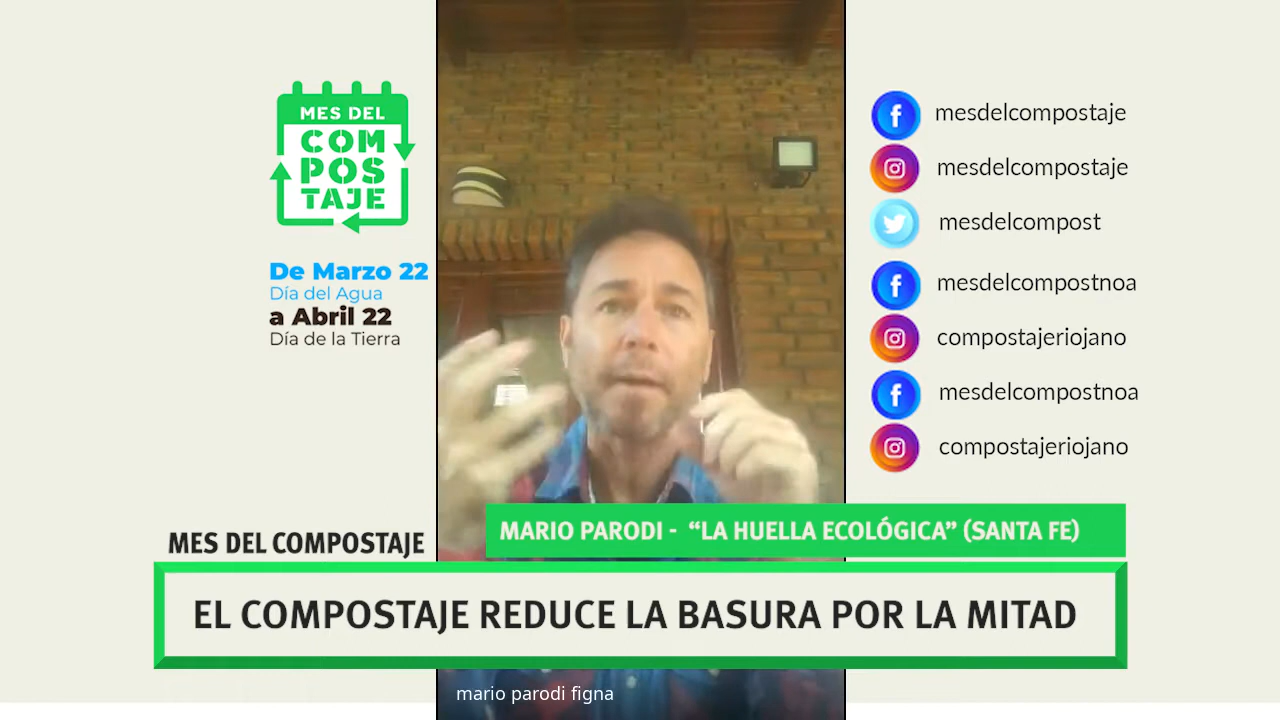 MES DEL
COM
POS
TAJE
De Marzo 22
Día del Agua
a Abril 22
Día de la Tierra
mesdelcompostaje
mesdelcompostaje
mesdelcompost
mesdelcompostnoa
compostajeriojano
mesdelcompostnoa
compostajeriojano
MES DEL COMPOSTAJE
MARIO PARODI - “LA HUELLA ECOLÓGICA” (SANTA FE)
EL COMPOSTAJE REDUCE LA BASURA POR LA MITAD
mario parodi figna